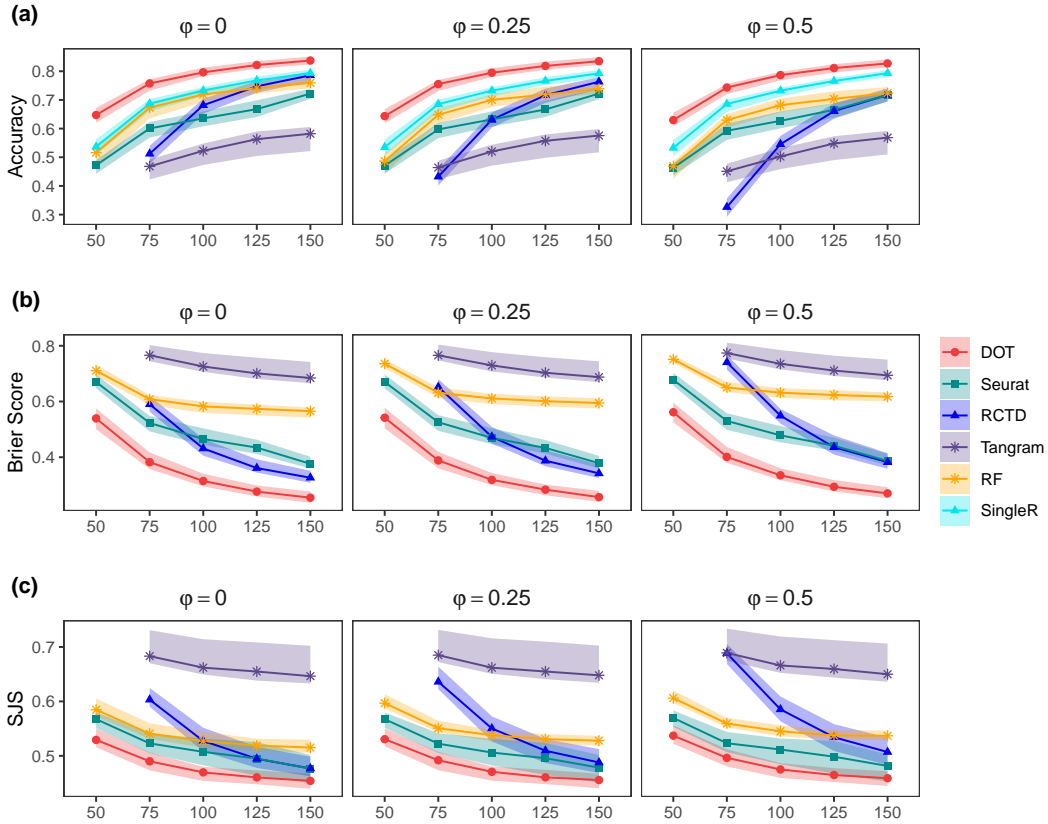 (a)
φ = 0
φ = 0.25
φ = 0.5
Accuracy
0.8
0.7
0.6
0.5
0.4
0.3
50 75 100 125 150
50 75 100 125 150
50 75 100 125 150
(b)
φ = 0
φ = 0.25
φ = 0.5
Brier Score
0.8
0.6
0.4
50 75 100 125 150
50 75 100 125 150
50 75 100 125 150
DOT
Seurat
RCTD
Tangram
RF
SingleR
(c)
φ = 0
φ = 0.25
φ = 0.5
SJS
0.7
0.6
0.5
50 75 100 125 150
50 75 100 125 150
50 75 100 125 150